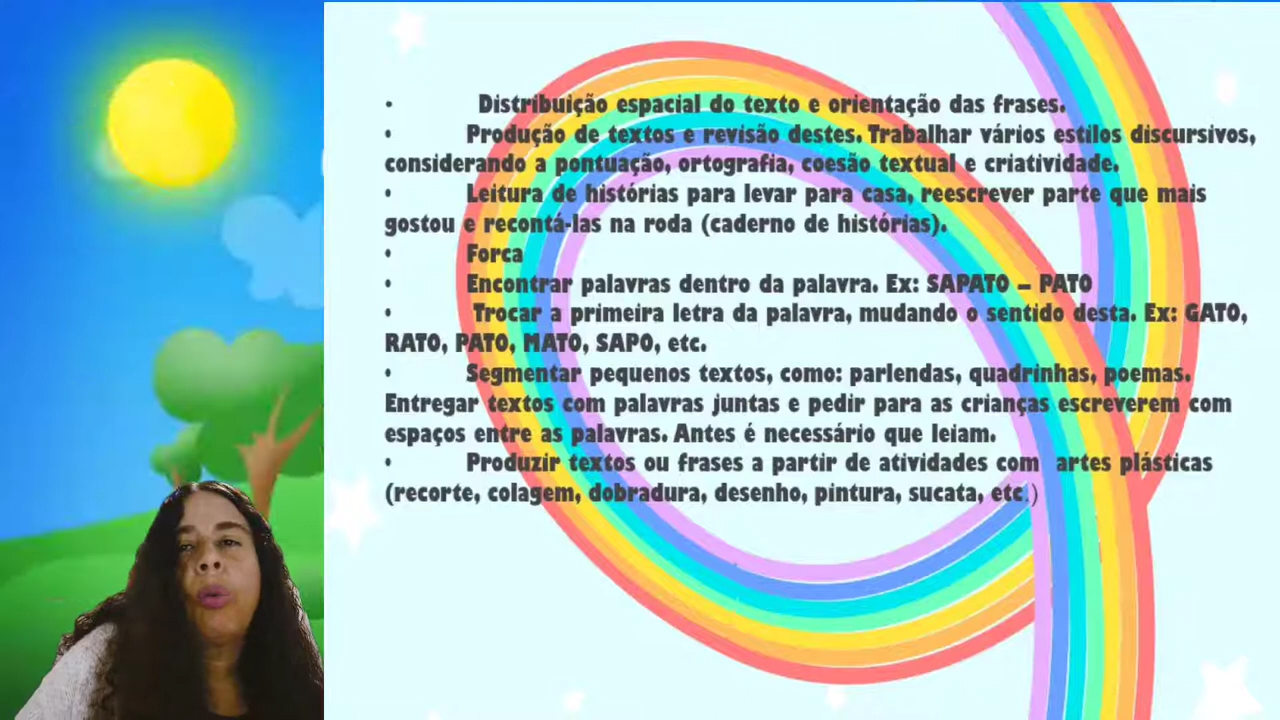 • Distribuição espacial do texto e orientação das frases.
• Produção de textos e revisão destes. Trabalhar vários estilos discursivos,
considerando a pontuação, ortografia, coesão textual e criatividade.
• Leitura de histórias para levar para casa, reescrever parte que mais
gostou e recontá-las na roda (caderno de histórias).
• Forca
• Encontrar palavras dentro da palavra. Ex: SAPATO – PATO
• Trocar a primeira letra da palavra, mudando o sentido desta. Ex: GATO,
RATO, PATO, MATO, SAPO, etc.
• Segmentar pequenos textos, como: parlendas, quadrinhas, poemas.
Entregar textos com palavras juntas e pedir para as crianças escreverem com
espaços entre as palavras. Antes é necessário que leiam.
• Produzir textos ou frases a partir de atividades com artes plásticas
(recorte, colagem, dobradura, desenho, pintura, sucata, etc.)